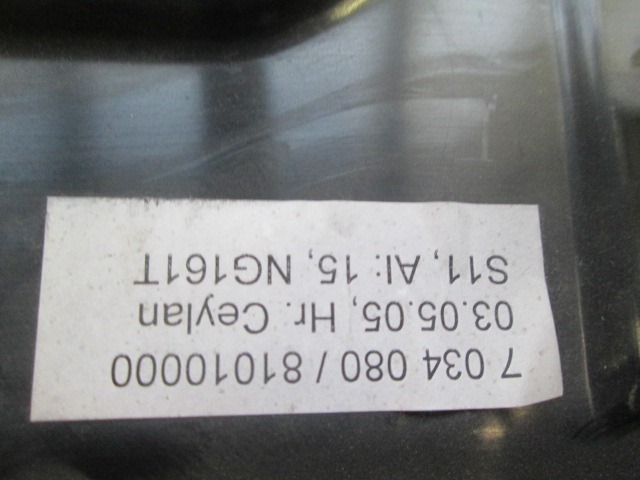 7 034 080 / 81010000
03.05.05, Hr. Ceylan
S11, AI: 15, NG161T